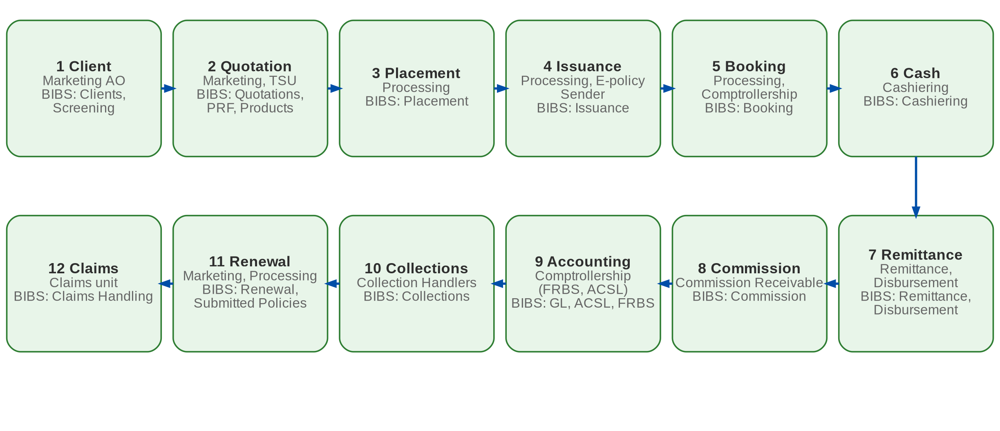 1 Client
Marketing AO
BIBS: Clients,
Screening
2 Quotation
Marketing, TSU
BIBS: Quotations,
PRF, Products
3 Placement
Processing
BIBS: Placement
4 Issuance
Processing, E-policy
Sender
BIBS: Issuance
5 Booking
Processing,
Comptrollership
BIBS: Booking
6 Cash
Cashiering
BIBS: Cashiering
7 Remittance
Remittance,
Disbursement
BIBS: Remittance,
Disbursement
8 Commission
Commission Receivable
BIBS: Commission
9 Accounting
Comptrollership
(FRBS, ACSL)
BIBS: GL, ACSL, FRBS
10 Collections
Collection Handlers
BIBS: Collections
11 Renewal
Marketing, Processing
BIBS: Renewal,
Submitted Policies
12 Claims
Claims unit
BIBS: Claims Handling